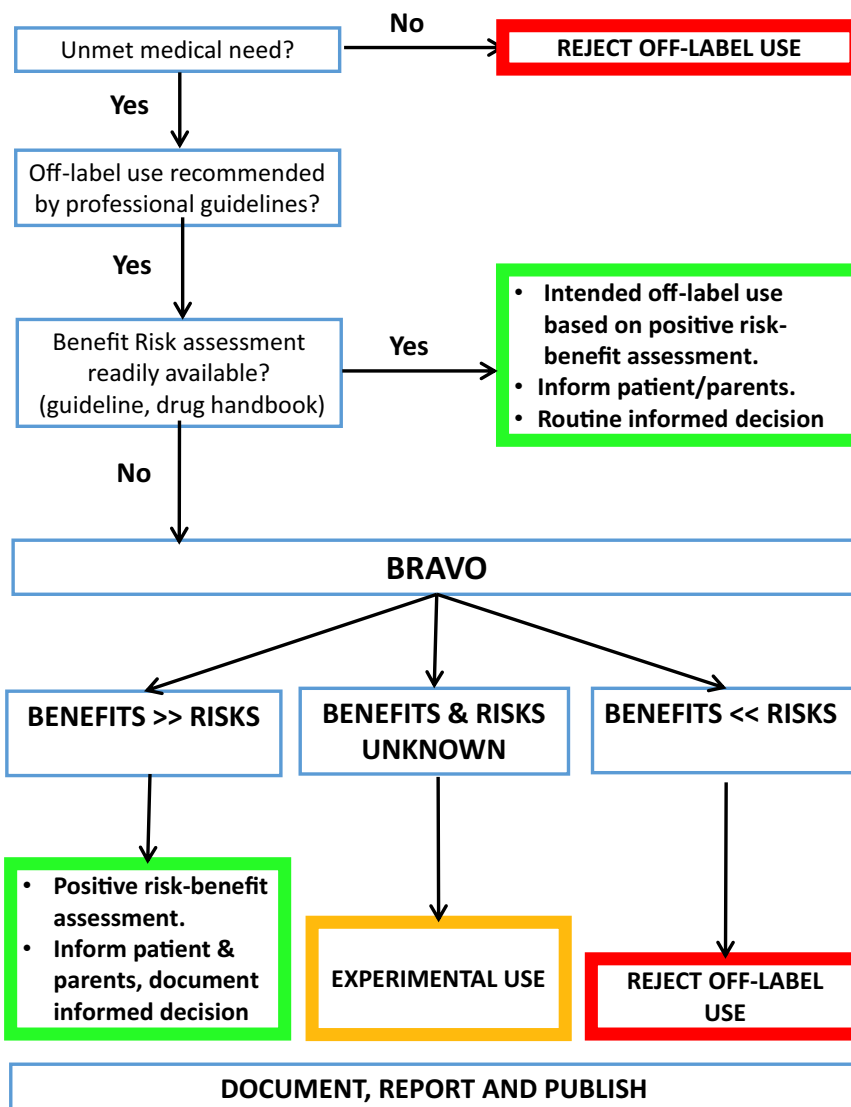 Unmet medical need?
No
REJECT OFF-LABEL USE
Yes
Off-label use recommended
by professional guidelines?
Yes
Benefit Risk assessment
readily available?
(guideline, drug handbook)
Yes
• Intended off-label use
based on positive risk-
benefit assessment.
• Inform patient/parents.
• Routine informed decision
No
BRAVO
BENEFITS >> RISKS
BENEFITS & RISKS
UNKNOWN
BENEFITS << RISKS
• Positive risk-benefit
assessment.
• Inform patient &
parents, document
informed decision
EXPERIMENTAL USE
REJECT OFF-LABEL
USE
DOCUMENT, REPORT AND PUBLISH